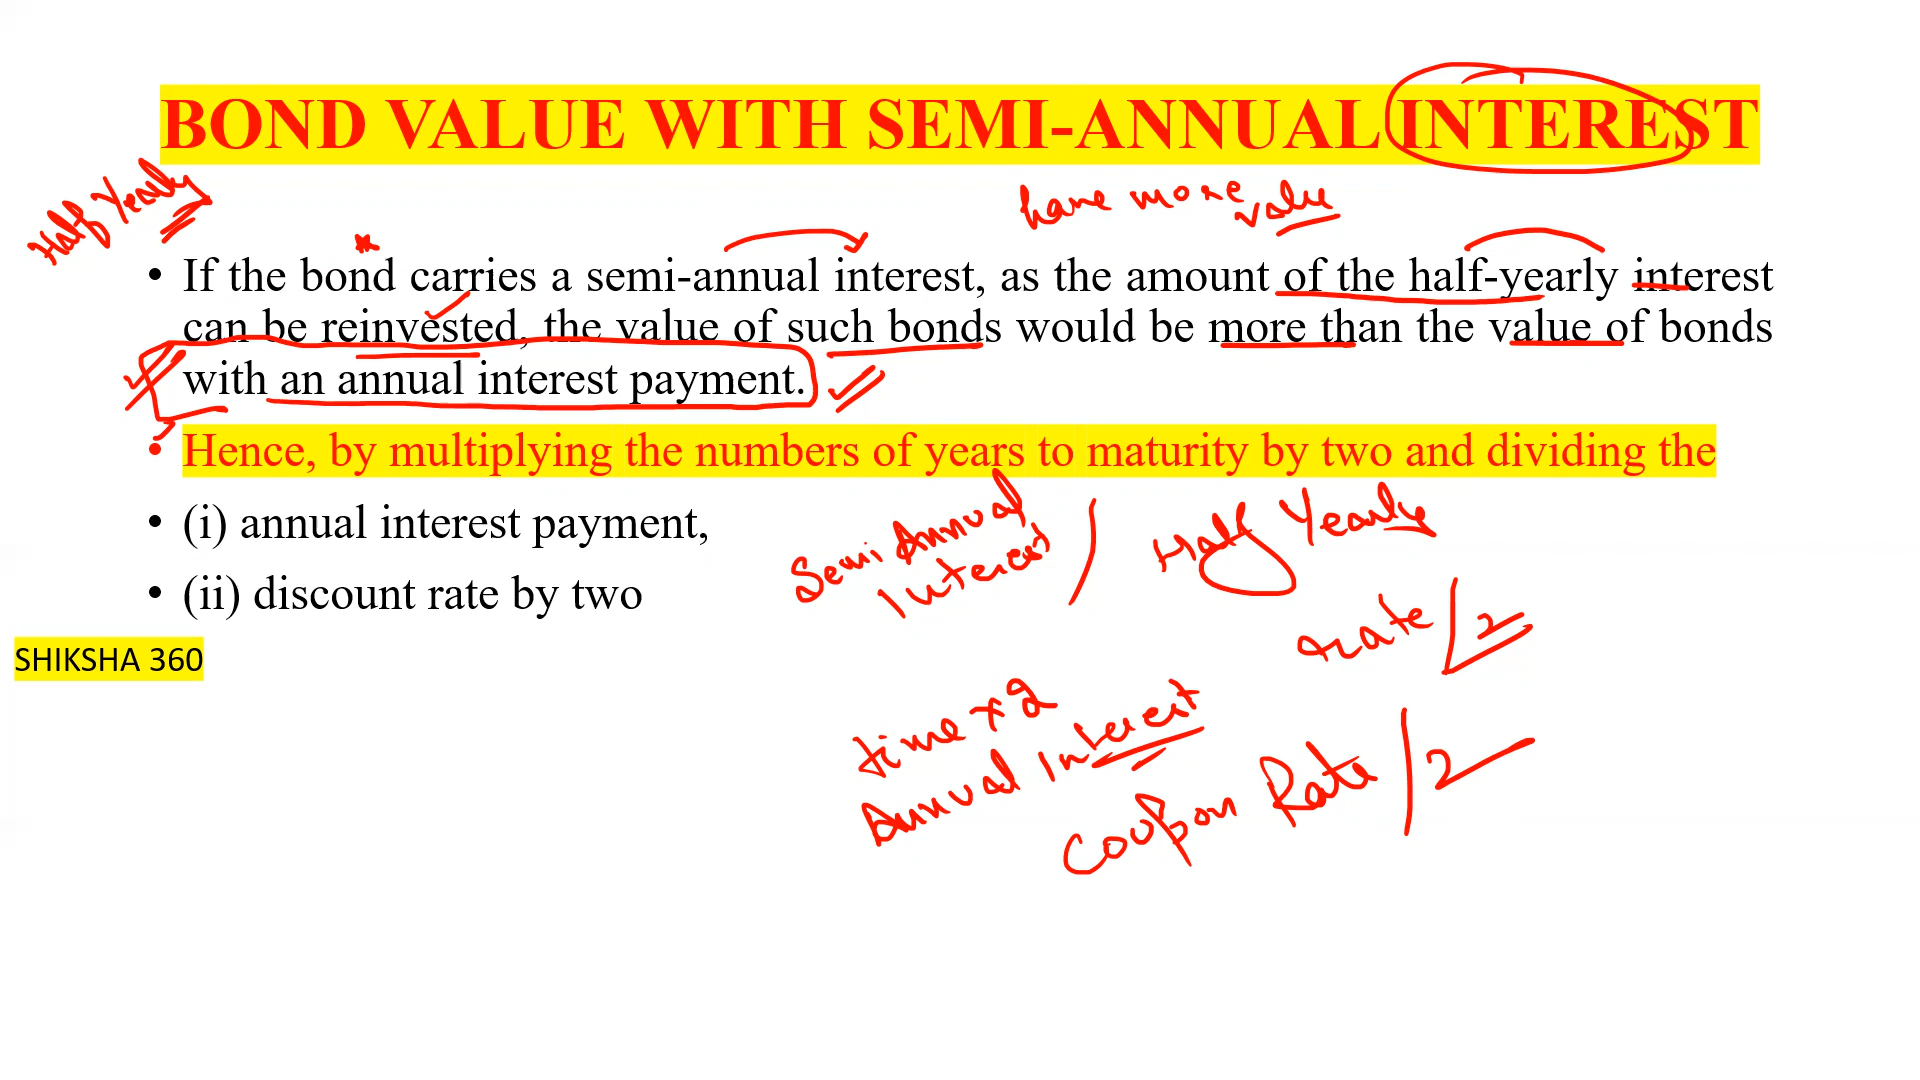 BOND VALUE WITH SEMI-ANNUAL INTEREST
Half Yearly
have more value
• If the bond carries a semi-annual interest, as the amount of the half-yearly interest
can be reinvested, the value of such bonds would be more than the value of bonds
with an annual interest payment.
• Hence, by multiplying the numbers of years to maturity by two and dividing the
• (i) annual interest payment,
Semi Annual Interest / Half Yearly
• (ii) discount rate by two
rate/2
SHIKSHA 360
time × 2
Annual Interest
Coupon Rate/2